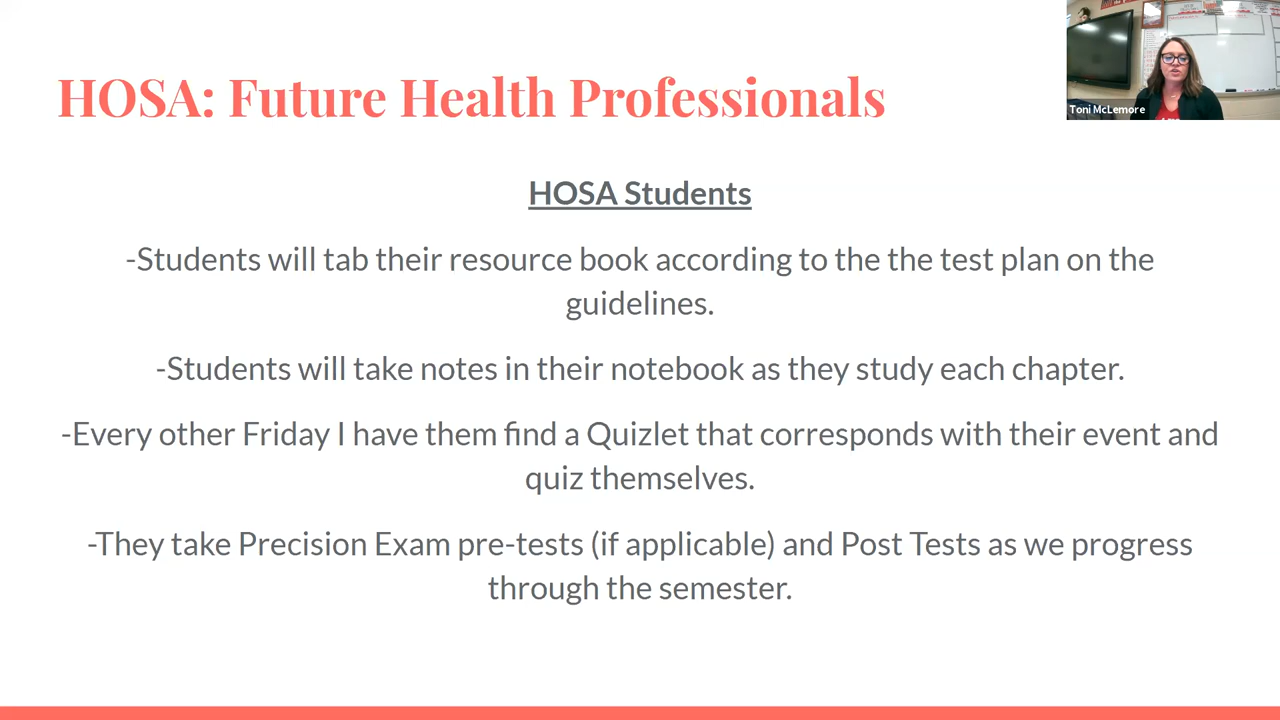 HOSA: Future Health Professionals
Toni McLemore
HOSA Students
-Students will tab their resource book according to the the test plan on the
guidelines.
-Students will take notes in their notebook as they study each chapter.
-Every other Friday I have them find a Quizlet that corresponds with their event and
quiz themselves.
-They take Precision Exam pre-tests (if applicable) and Post Tests as we progress
through the semester.